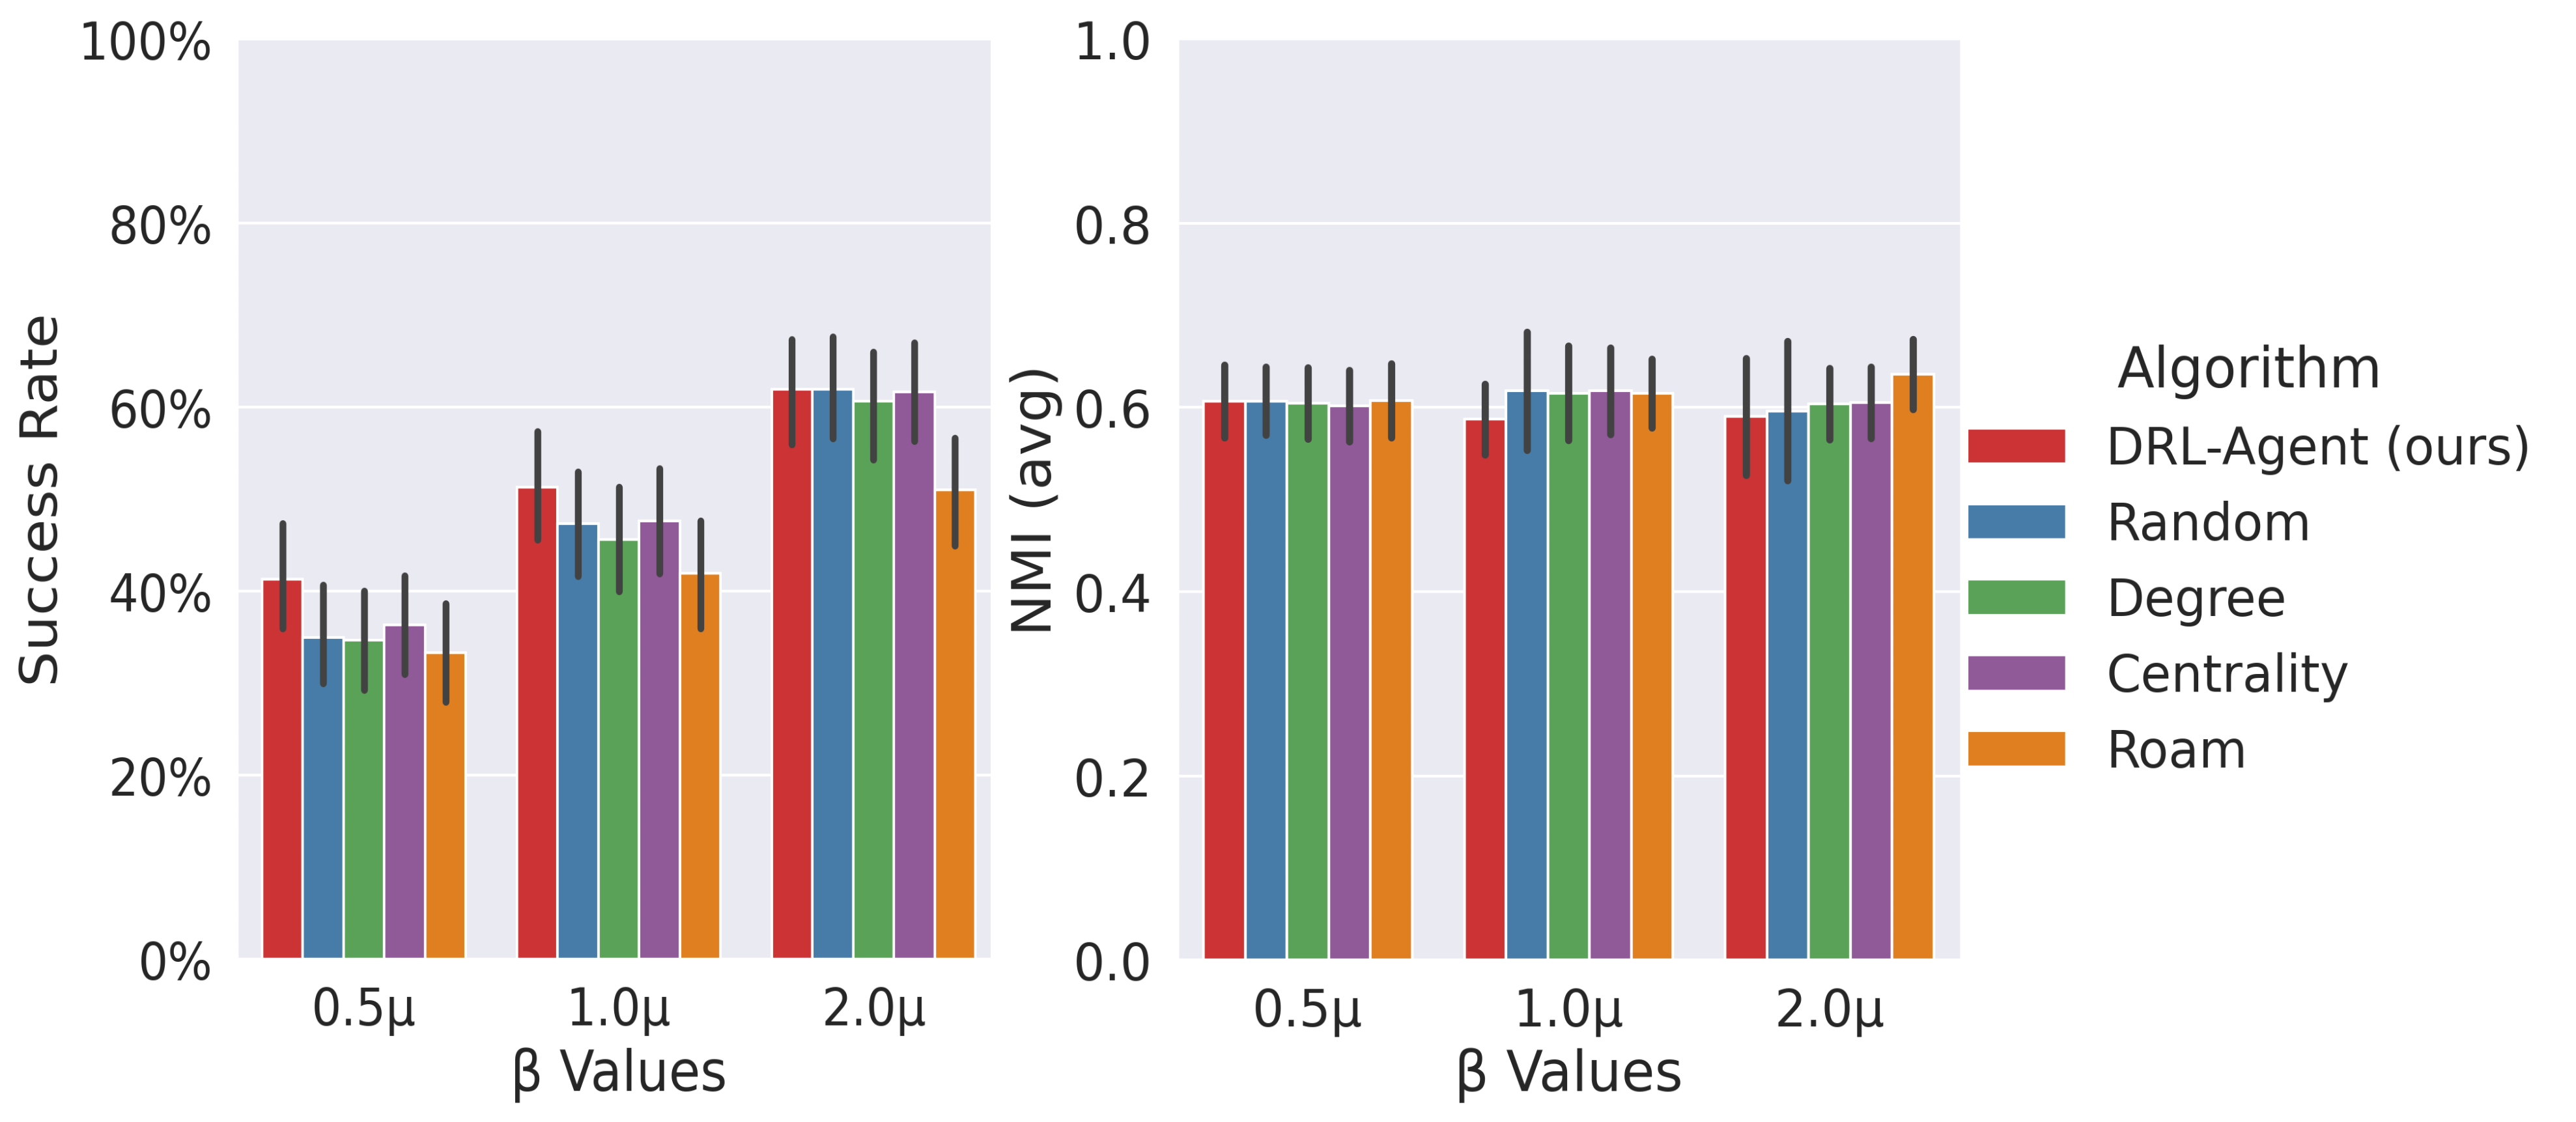 100%
80%
60%
40%
20%
0%
Success Rate
0.5µ 1.0µ 2.0µ
β Values
1.0
0.8
0.6
0.4
0.2
0.0
NMI (avg)
0.5µ 1.0µ 2.0µ
β Values
Algorithm
DRL-Agent (ours)
Random
Degree
Centrality
Roam